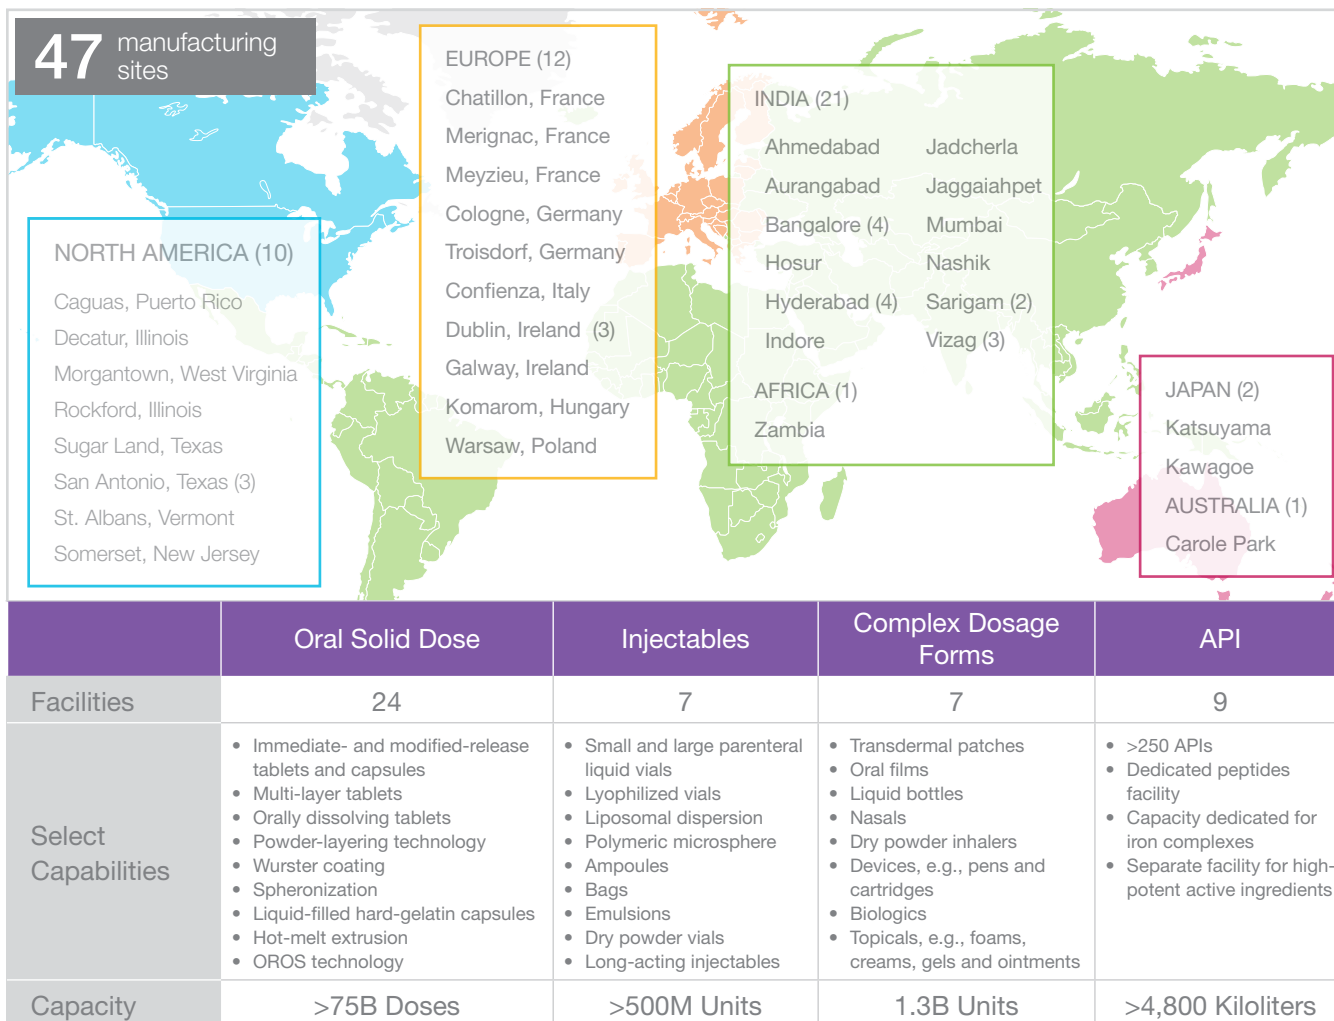 47 manufacturing
sites
NORTH AMERICA (10)
Caguas, Puerto Rico
Decatur, Illinois
Morgantown, West Virginia
Rockford, Illinois
Sugar Land, Texas
San Antonio, Texas (3)
St. Albans, Vermont
Somerset, New Jersey
EUROPE (12)
Chatillon, France
Merignac, France
Meyzieu, France
Cologne, Germany
Troisdorf, Germany
Confienza, Italy
Dublin, Ireland (3)
Galway, Ireland
Komarom, Hungary
Warsaw, Poland
INDIA (21)
Ahmedabad
Aurangabad
Bangalore (4)
Hosur
Hyderabad (4)
Indore
Jadcherla
Jaggaiahpet
Mumbai
Nashik
Sarigam (2)
Vizag (3)
AFRICA (1)
Zambia
JAPAN (2)
Katsuyama
Kawagoe
AUSTRALIA (1)
Carole Park
Oral Solid Dose
Injectables
Complex Dosage
Forms
API
Facilities
24
7
7
9
Select
Capabilities
• Immediate- and modified-release
tablets and capsules
• Multi-layer tablets
• Orally dissolving tablets
• Powder-layering technology
• Wurster coating
• Spheronization
• Liquid-filled hard-gelatin capsules
• Hot-melt extrusion
• OROS technology
• Small and large parenteral
liquid vials
• Lyophilized vials
• Liposomal dispersion
• Polymeric microsphere
• Ampoules
• Bags
• Emulsions
• Dry powder vials
• Long-acting injectables
• Transdermal patches
• Oral films
• Liquid bottles
• Nasals
• Dry powder inhalers
• Devices, e.g., pens and
cartridges
• Biologics
• Topicals, e.g., foams,
creams, gels and ointments
• >250 APIs
• Dedicated peptides
facility
• Capacity dedicated for
iron complexes
• Separate facility for high-
potent active ingredients
Capacity
>75B Doses
>500M Units
1.3B Units
>4,800 Kiloliters